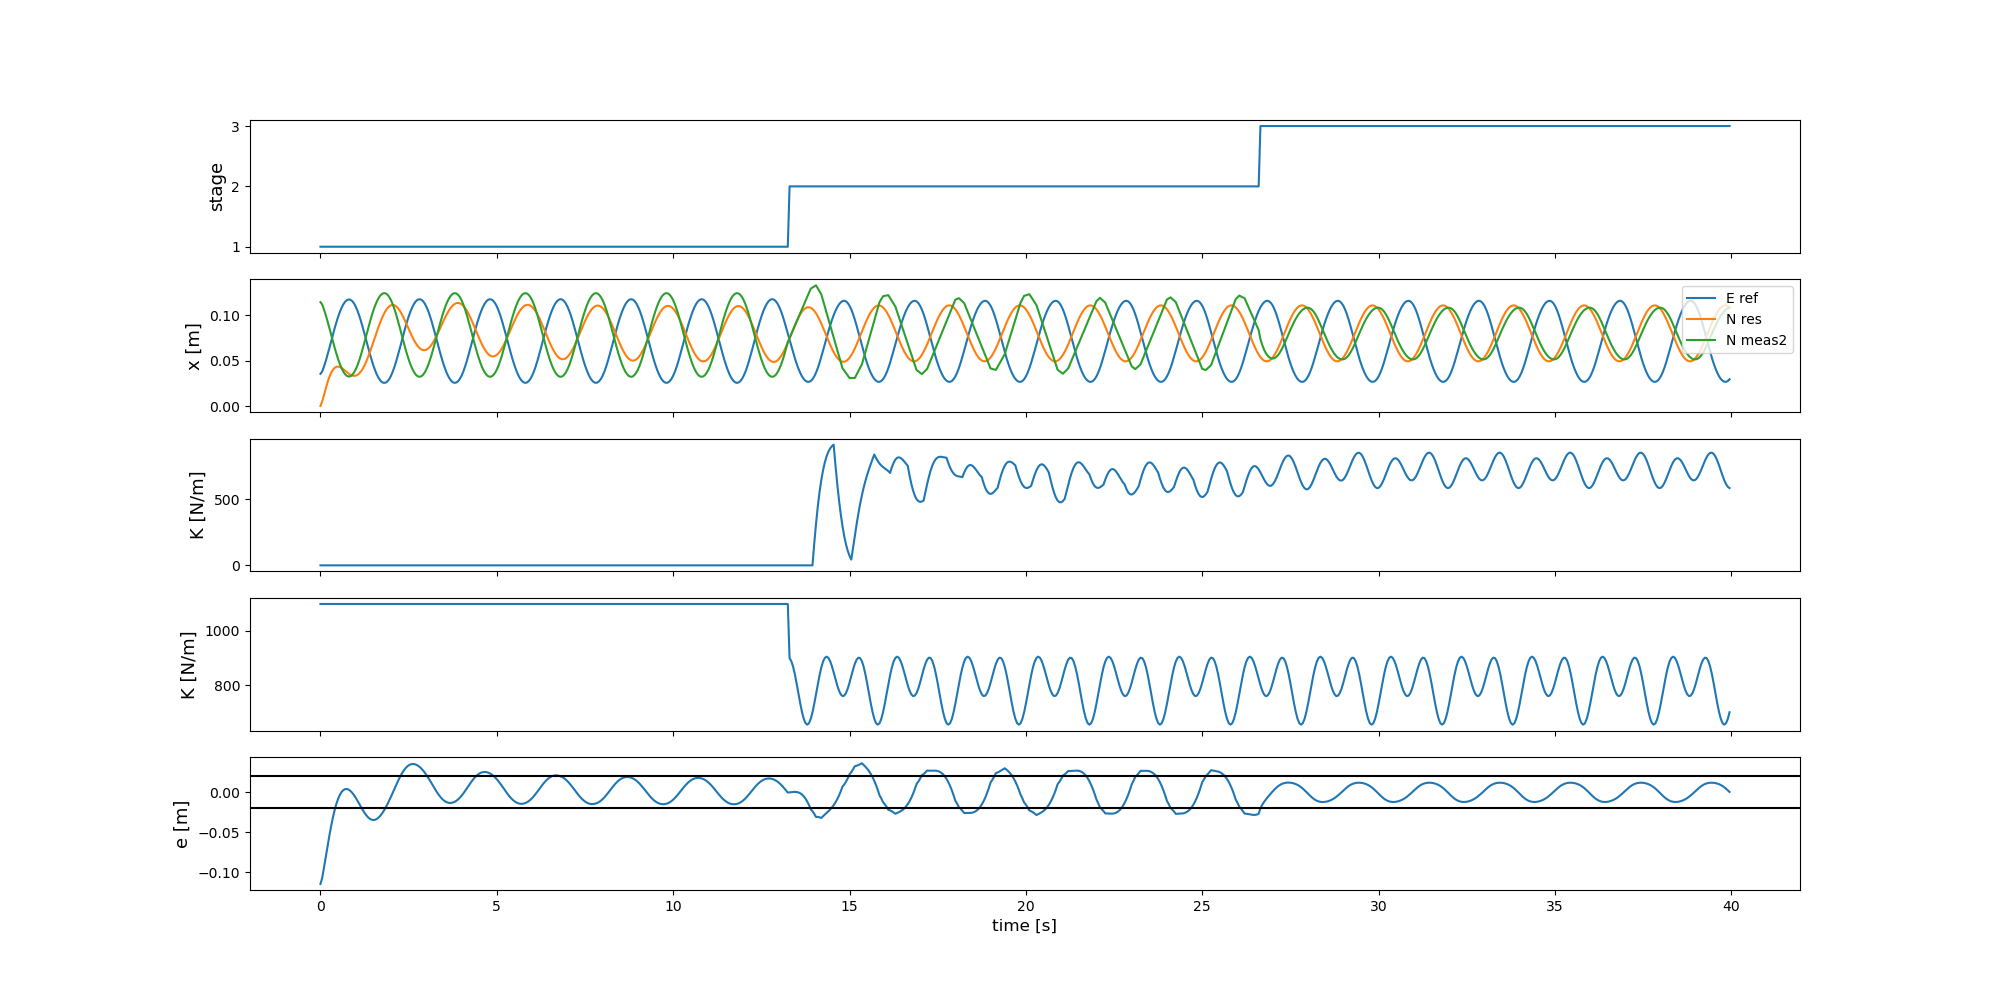 3
2
1
stage
0.10
0.05
0.00
x [m]
E ref
N res
N meas2
500
0
K [N/m]
1000
800
K [N/m]
0.00
−0.05
−0.10
e [m]
0 5 10 15 20 25 30 35 40
time [s]